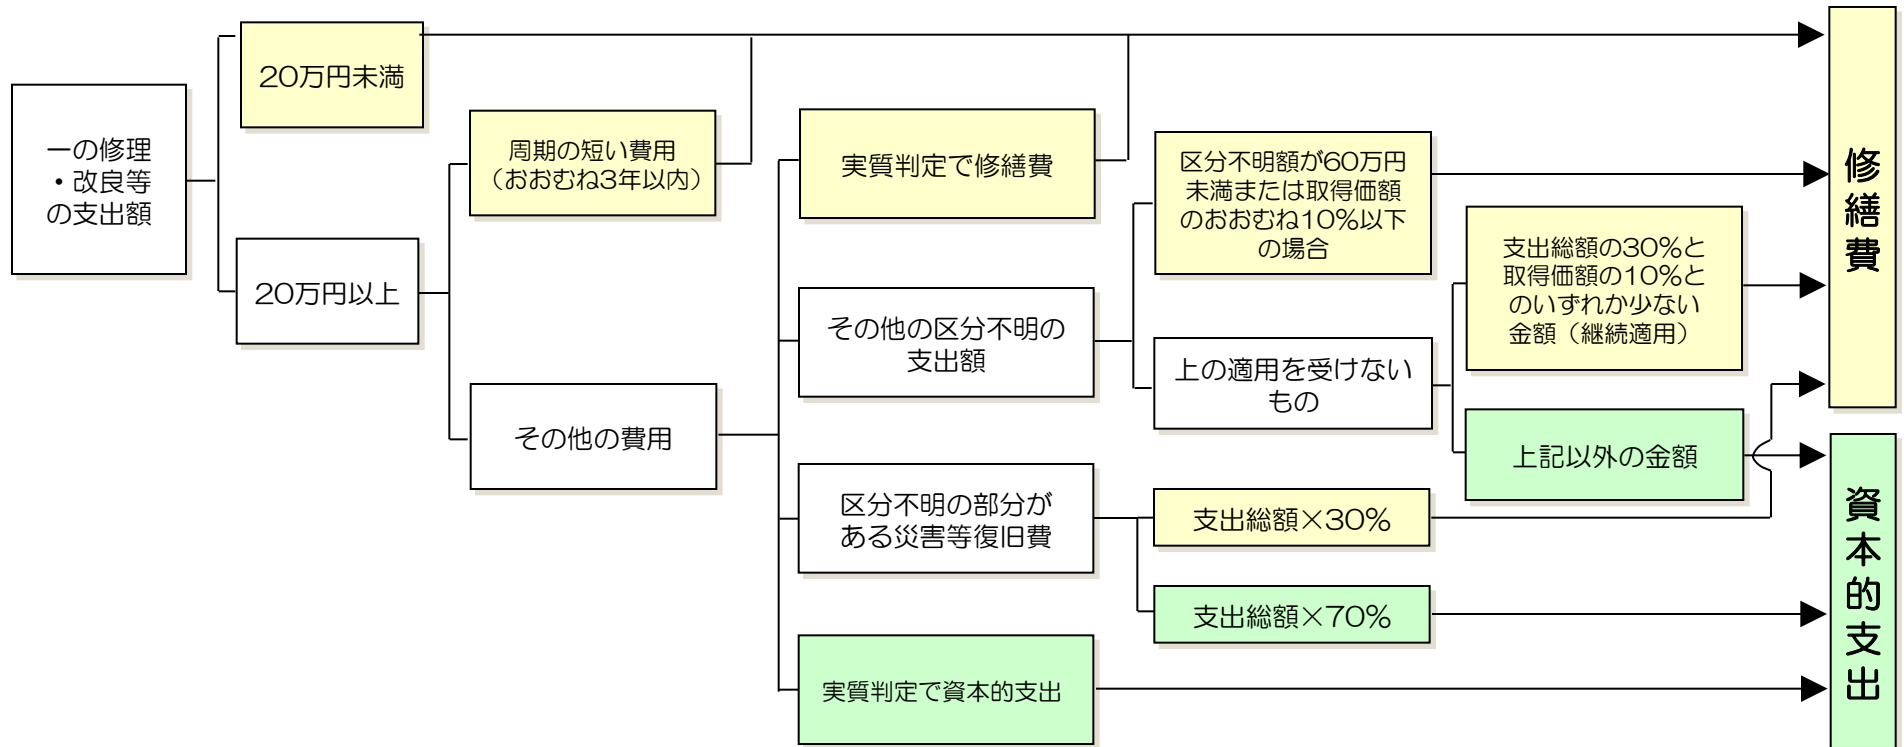 一の修理
・改良等
の支出額
20万円未満
20万円以上
周期の短い費用
（おおむね3年以内）
その他の費用
実質判定で修繕費
その他の区分不明の
支出額
区分不明の部分が
ある災害等復旧費
実質判定で資本的支出
区分不明額が60万円
未満または取得価額
のおおむね10％以下
の場合
上の適用を受けない
もの
支出総額×30％
支出総額×70％
支出総額の30％と
取得価額の10％と
のいずれか少ない
金額（継続適用）
上記以外の金額
修繕費
資本的支出